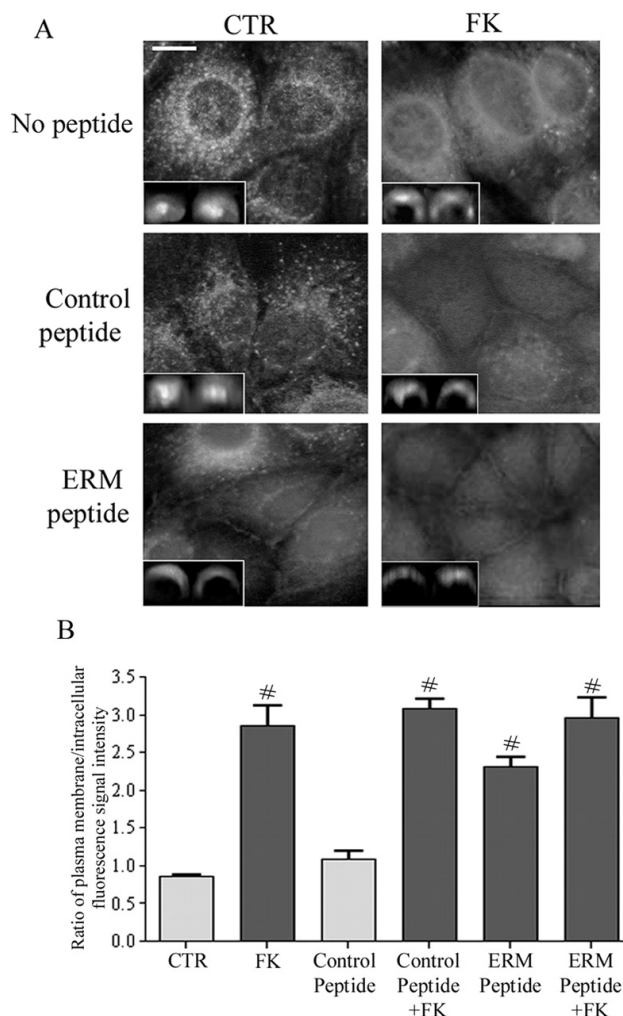 A
CTR
FK
No peptide
Control
peptide
ERM
peptide
B
Ratio of plasma membrane/intracellular
fluorescence signal intensity
3.5
3.0
2.5
2.0
1.5
1.0
0.5
0.0
#
#
#
#
CTR
FK
Control
Peptide
Control
Peptide
+FK
ERM
Peptide
ERM
Peptide
+FK